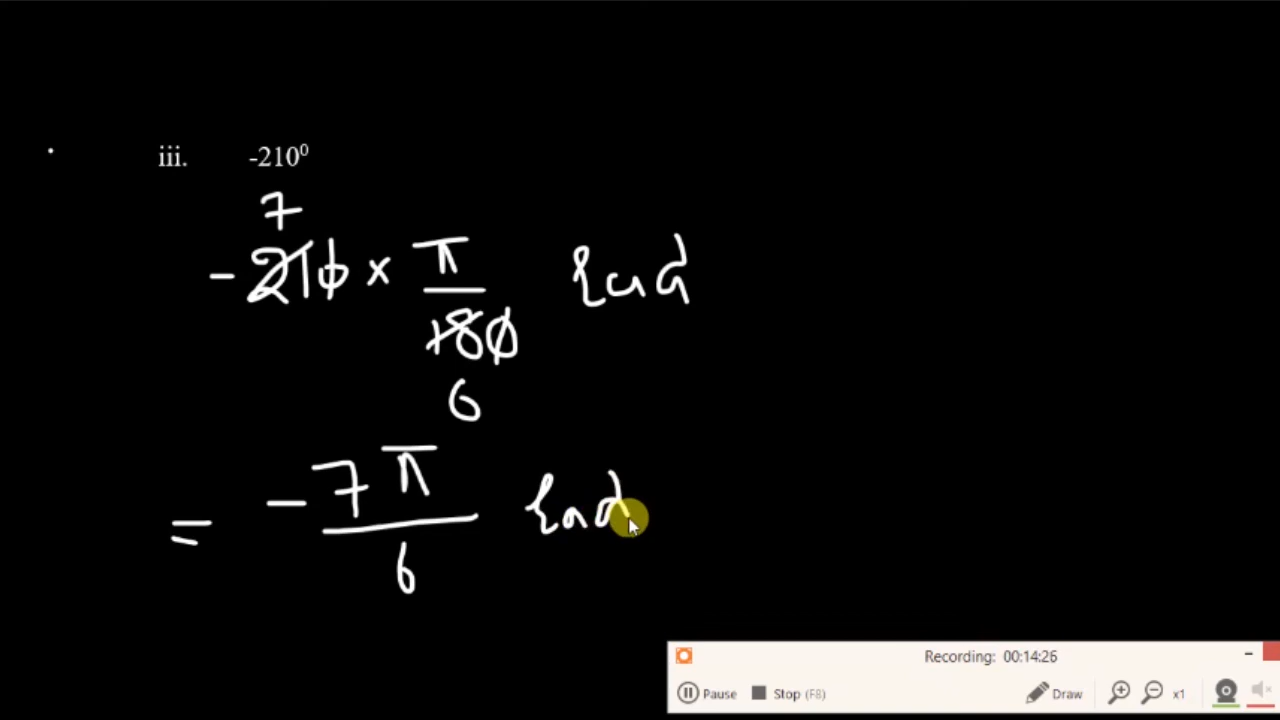 iii. -210⁰
7
-210 × π/180 rad
6
= -7π/6 rad
Recording: 00:14:26
Pause Stop (F8) Draw x1